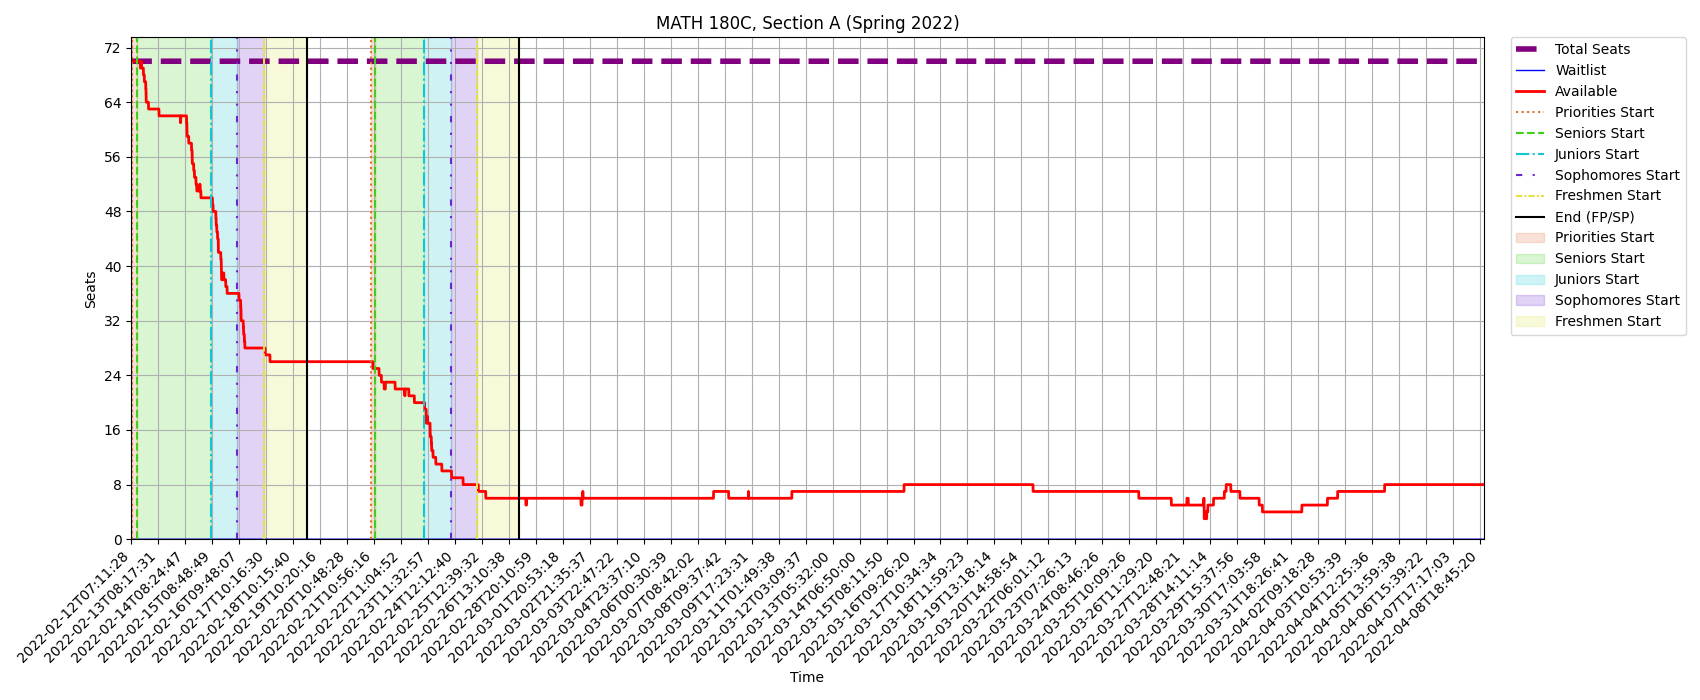 MATH 180C, Section A (Spring 2022)
72
64
56
48
40
32
24
16
8
0
Seats
2022-02-12T07:11:28
2022-02-13T08:17:31
2022-02-14T08:24:47
2022-02-15T08:48:49
2022-02-16T09:48:07
2022-02-17T10:16:30
2022-02-18T10:15:40
2022-02-19T10:20:16
2022-02-20T10:48:28
2022-02-21T10:56:16
2022-02-22T11:04:52
2022-02-23T11:32:57
2022-02-24T12:12:40
2022-02-25T12:39:32
2022-02-26T13:10:38
2022-02-28T20:10:59
2022-03-01T20:53:18
2022-03-02T21:35:37
2022-03-03T22:47:22
2022-03-04T23:37:10
2022-03-06T00:30:39
2022-03-07T08:42:02
2022-03-08T09:37:42
2022-03-09T17:23:31
2022-03-11T01:49:38
2022-03-12T03:09:37
2022-03-13T05:32:00
2022-03-14T06:50:00
2022-03-15T08:11:50
2022-03-16T09:26:20
2022-03-17T10:34:34
2022-03-18T11:59:23
2022-03-19T13:18:14
2022-03-20T14:58:54
2022-03-22T06:01:12
2022-03-23T07:26:13
2022-03-24T08:46:26
2022-03-25T10:09:26
2022-03-26T11:29:20
2022-03-27T12:48:21
2022-03-28T14:11:14
2022-03-29T15:37:56
2022-03-30T17:03:58
2022-03-31T18:26:41
2022-04-02T09:18:28
2022-04-03T10:53:39
2022-04-04T12:25:36
2022-04-05T13:59:38
2022-04-06T15:39:22
2022-04-07T17:17:03
2022-04-08T18:45:20
Time
Total Seats
Waitlist
Available
Priorities Start
Seniors Start
Juniors Start
Sophomores Start
Freshmen Start
End (FP/SP)
Priorities Start
Seniors Start
Juniors Start
Sophomores Start
Freshmen Start